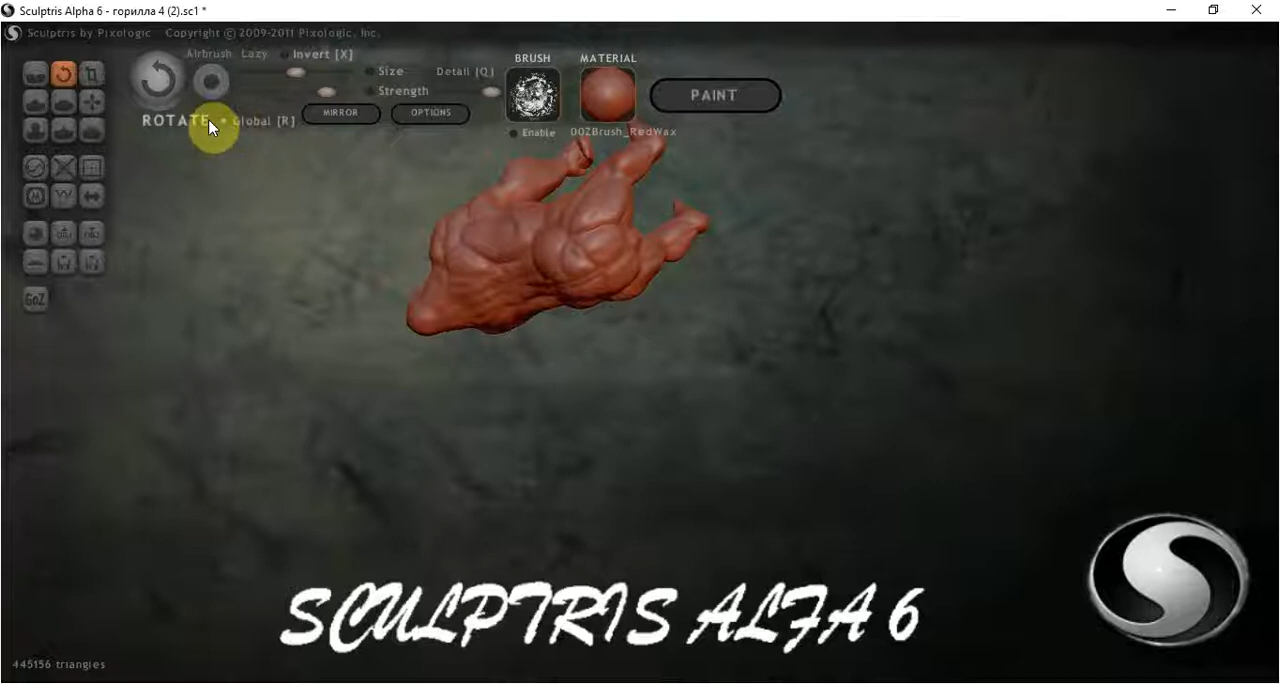 Sculptris Alpha 6 - горилла 4 (2).sc1 *
Sculptris by Pixologic Copyright © 2009-2011 Pixologic, Inc.
Airbrush Lazy Invert [X]
Size Detail [Q]
Strength
ROTATE Global [R]
MIRROR OPTIONS
BRUSH MATERIAL
Enable 00ZBrush_RedWax
PAINT
GoZ
SCULPTRIS ALFA 6
445156 triangles